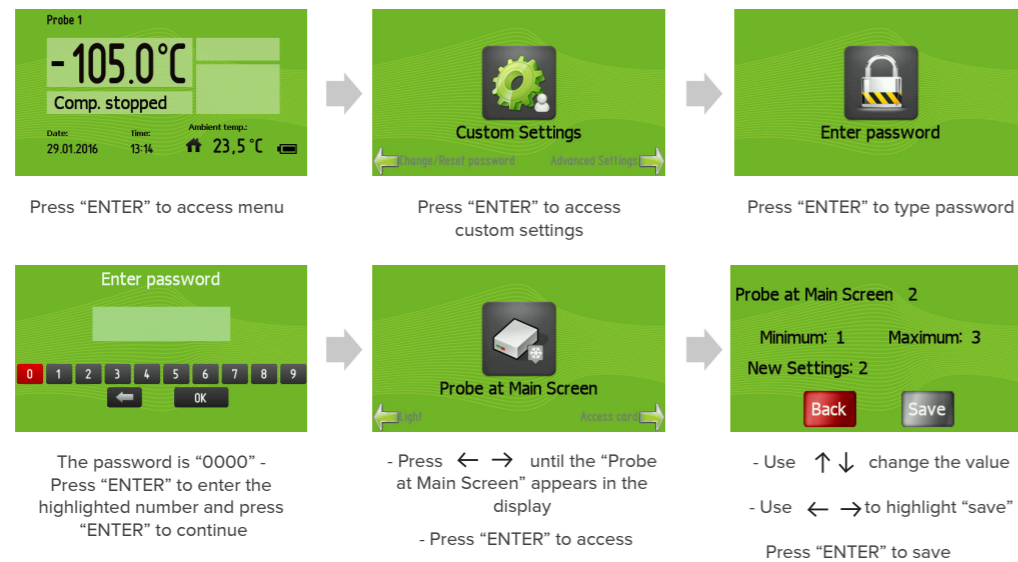 Probe 1
-105.0°C
Comp. stopped
Date:
29.01.2016
Time:
13:14
Ambient temp.:
23,5°C
Press “ENTER” to access menu
Custom Settings
Change/Reset password
Advanced Settings
Press “ENTER” to access
custom settings
Enter password
Press “ENTER” to type password
Enter password
0 1 2 3 4 5 6 7 8 9
OK
The password is “0000” -
Press “ENTER” to enter the
highlighted number and press
“ENTER” to continue
Probe at Main Screen
Light
Access card
- Press ← → until the “Probe
at Main Screen” appears in the
display
- Press “ENTER” to access
Probe at Main Screen 2
Minimum: 1 Maximum: 3
New Settings: 2
Back Save
- Use ↑ ↓ change the value
- Use ← → to highlight “save”
Press “ENTER” to save